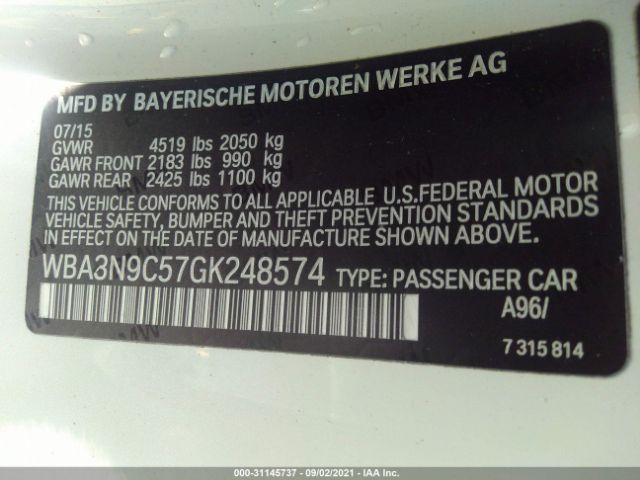 MFD BY BAYERISCHE MOTOREN WERKE AG
07/15
GVWR 4519 lbs 2050 kg
GAWR FRONT 2183 lbs 990 kg
GAWR REAR 2425 lbs 1100 kg
THIS VEHICLE CONFORMS TO ALL APPLICABLE U.S.FEDERAL MOTOR
VEHICLE SAFETY, BUMPER AND THEFT PREVENTION STANDARDS
IN EFFECT ON THE DATE OF MANUFACTURE SHOWN ABOVE.
WBA3N9C57GK248574 TYPE: PASSENGER CAR
A96/
7 315 814
000-31145737 - 09/02/2021 - IAA Inc.